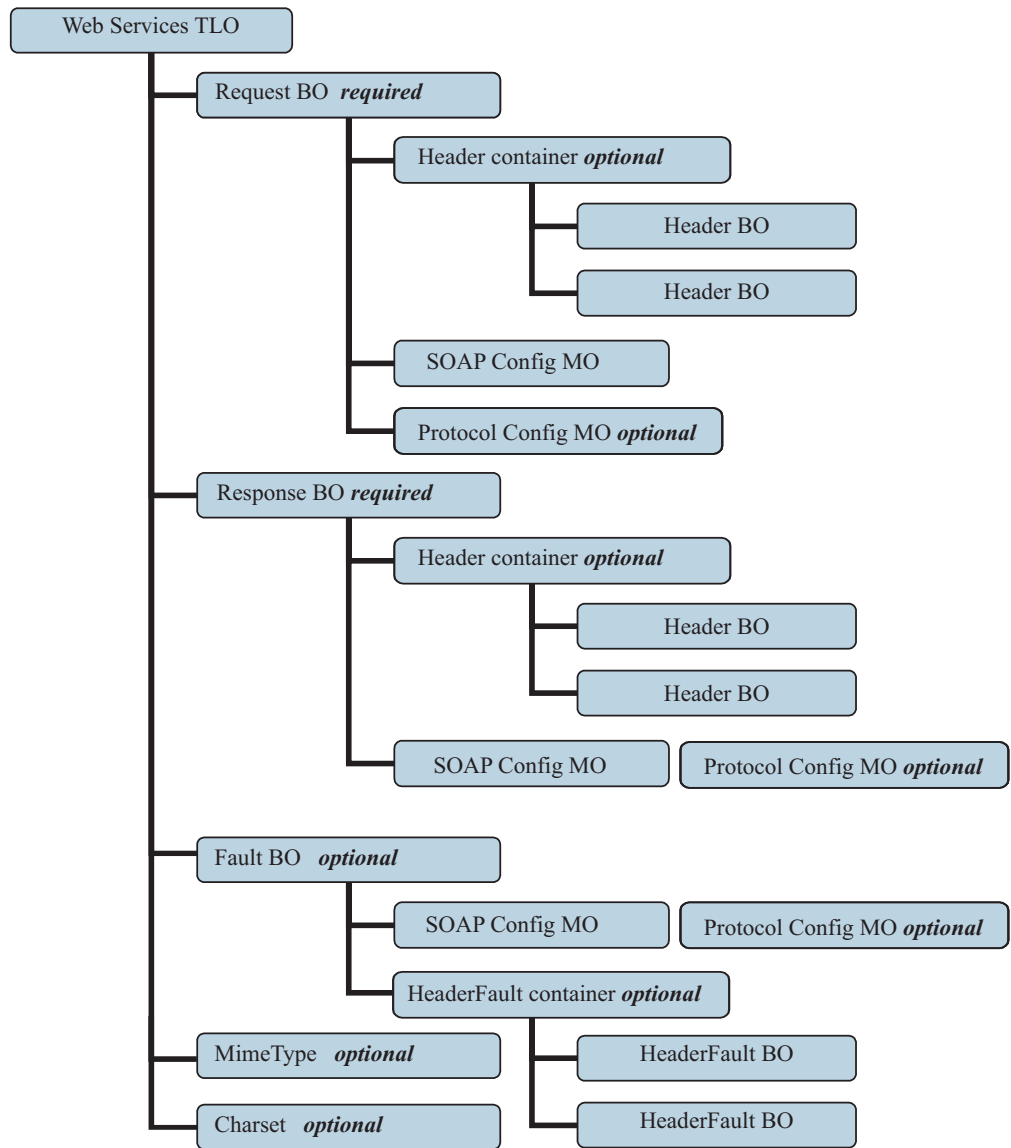 Web Services TLO
Request BO required
Header container optional
Header BO
Header BO
SOAP Config MO
Protocol Config MO optional
Response BO required
Header container optional
Header BO
Header BO
SOAP Config MO
Protocol Config MO optional
Fault BO optional
SOAP Config MO
Protocol Config MO optional
HeaderFault container optional
HeaderFault BO
HeaderFault BO
MimeType optional
Charset optional